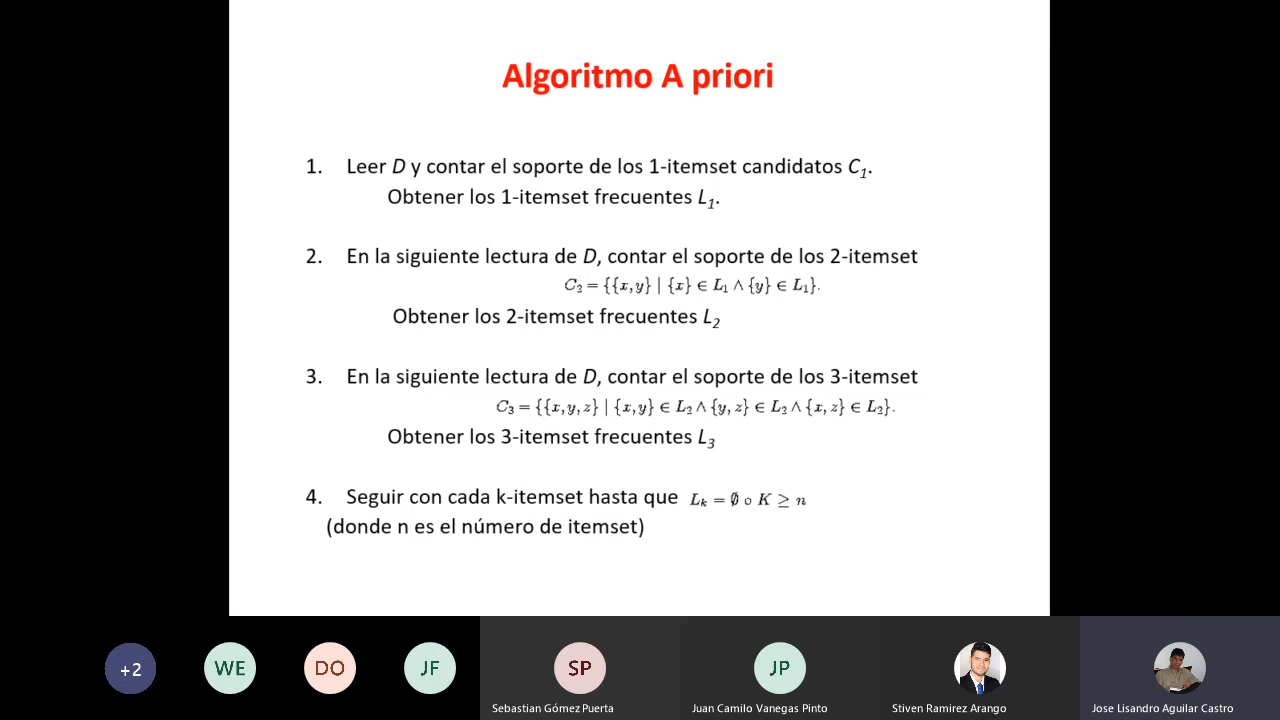 Algoritmo A priori
1. Leer D y contar el soporte de los 1-itemset candidatos C₁.
Obtener los 1-itemset frecuentes L₁.
2. En la siguiente lectura de D, contar el soporte de los 2-itemset
C₂ = {{x,y} | {x} ∈ L₁ ∧ {y} ∈ L₁}.
Obtener los 2-itemset frecuentes L₂
3. En la siguiente lectura de D, contar el soporte de los 3-itemset
C₃ = {{x,y,z} | {x,y} ∈ L₂ ∧ {y,z} ∈ L₂ ∧ {x,z} ∈ L₂}.
Obtener los 3-itemset frecuentes L₃
4. Seguir con cada k-itemset hasta que Lₖ = ∅ o K ≥ n
(donde n es el número de itemset)
+2 WE DO JF SP JP
Sebastian Gómez Puerta Juan Camilo Vanegas Pinto Stiven Ramirez Arango Jose Lisandro Aguilar Castro